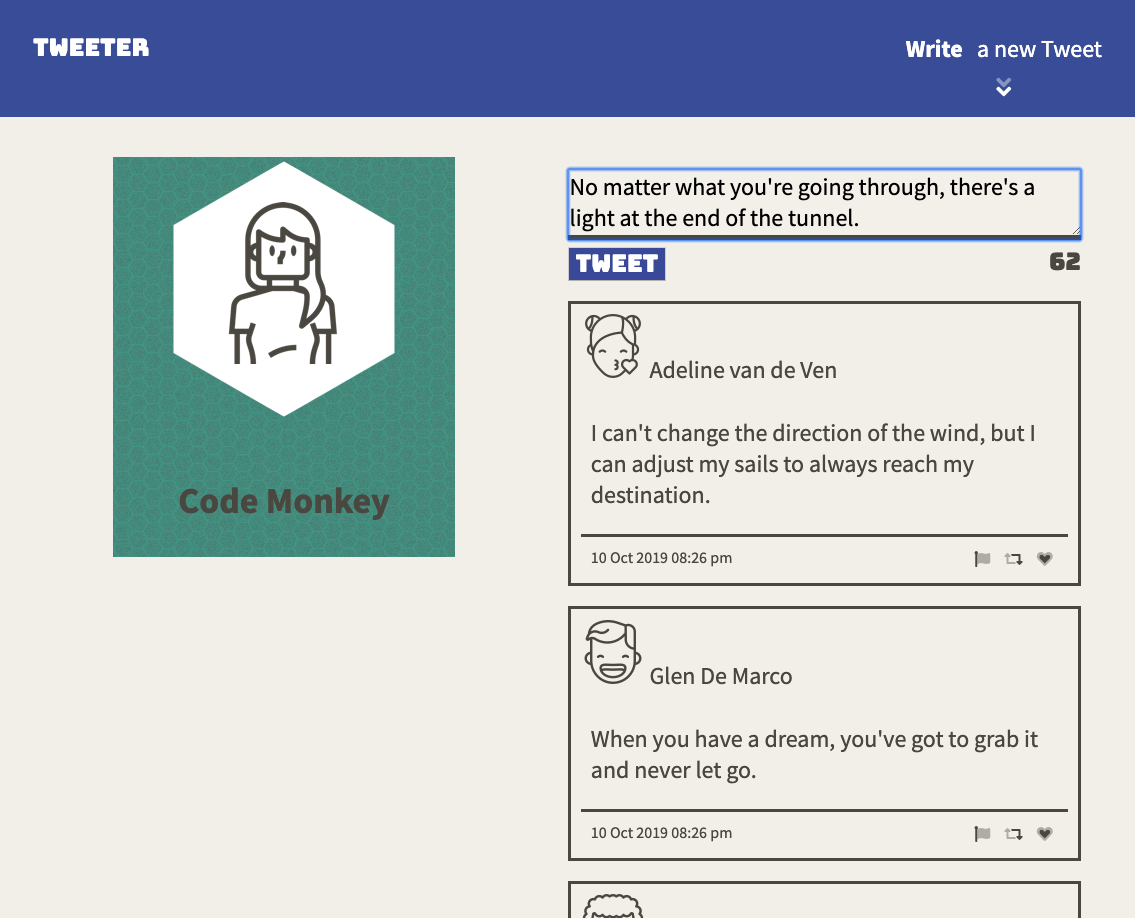 TWEETER
Write a new Tweet
Code Monkey
No matter what you're going through, there's a
light at the end of the tunnel.
TWEET
62
Adeline van de Ven
I can't change the direction of the wind, but I
can adjust my sails to always reach my
destination.
10 Oct 2019 08:26 pm
Glen De Marco
When you have a dream, you've got to grab it
and never let go.
10 Oct 2019 08:26 pm